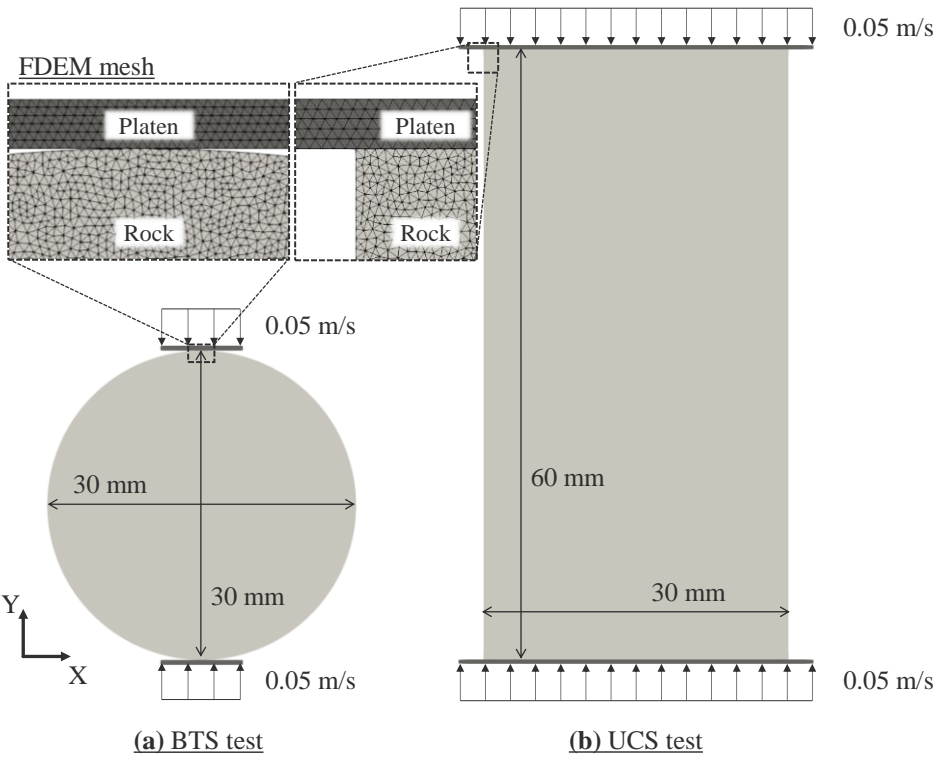 0.05 m/s
FDEM mesh
Platen
Platen
Rock
Rock
0.05 m/s
30 mm
60 mm
30 mm
30 mm
Y
X
0.05 m/s
0.05 m/s
(a) BTS test
(b) UCS test